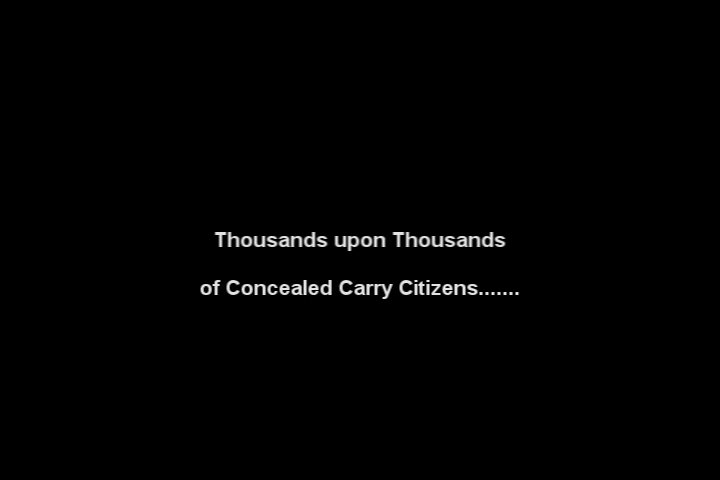 Thousands upon Thousands
of Concealed Carry Citizens.......